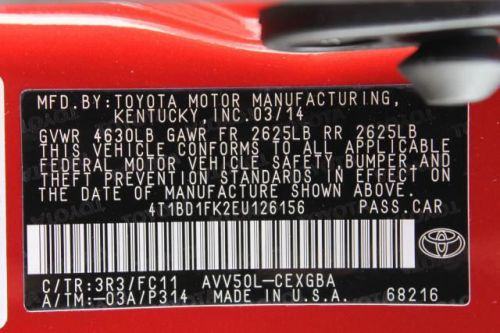 MFD.BY:TOYOTA MOTOR MANUFACTURING,
KENTUCKY,INC.03/14
GVWR 4630LB GAWR FR 2625LB RR 2625LB
THIS VEHICLE CONFORMS TO ALL APPLICABLE
FEDERAL MOTOR VEHICLE SAFETY,BUMPER,AND
THEFT PREVENTION STANDARDS IN EFFECT ON
THE DATE OF MANUFACTURE SHOWN ABOVE.
4T1BD1FK2EU126156 PASS.CAR
C/TR:3R3/FC11 AVV50L-CEXGBA
A/TM:-03A/P314 MADE IN U.S.A. 68216